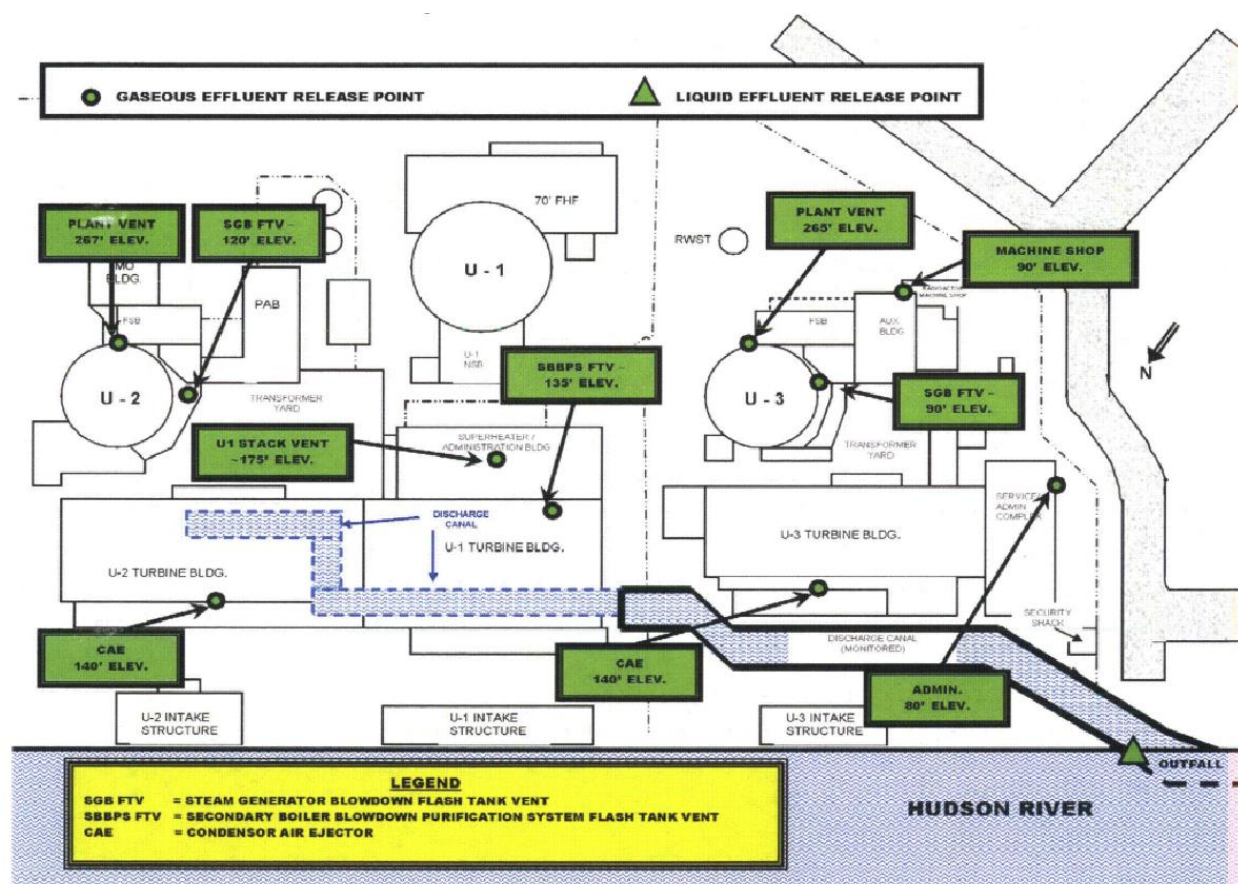 GASEOUS EFFLUENT RELEASE POINT
LIQUID EFFLUENT RELEASE POINT
70' FHF
PLANT VENT
267' ELEV.
SGB FTV -
120' ELEV.
PLANT VENT
265' ELEV.
RWST
MACHINE SHOP
90' ELEV.
MO
BLDG.
U - 1
PAB
FSB
FSB
AUX.
BLDG
MACHINE SHOP
N
U-1
NSB
SBBPS FTV -
135' ELEV.
U - 2
U - 3
SGB FTV -
90' ELEV.
TRANSFORMER
YARD
U1 STACK VENT
~175' ELEV.
SUPERHEATER /
ADMINISTRATION BLDG
TRANSFORMER
YARD
SERVICE/
ADMIN
COMPLEX
DISCHARGE
CANAL
U-1 TURBINE BLDG.
U-3 TURBINE BLDG.
U-2 TURBINE BLDG.
SECURITY
SHACK
CAE
140' ELEV.
CAE
140' ELEV.
DISCHARGE CANAL
(MONITORED)
ADMIN.
80' ELEV.
U-2 INTAKE
STRUCTURE
U-1 INTAKE
STRUCTURE
U-3 INTAKE
STRUCTURE
OUTFALL
HUDSON RIVER
LEGEND
SGB FTV = STEAM GENERATOR BLOWDOWN FLASH TANK VENT
SBBPS FTV = SECONDARY BOILER BLOWDOWN PURIFICATION SYSTEM FLASH TANK VENT
CAE = CONDENSOR AIR EJECTOR